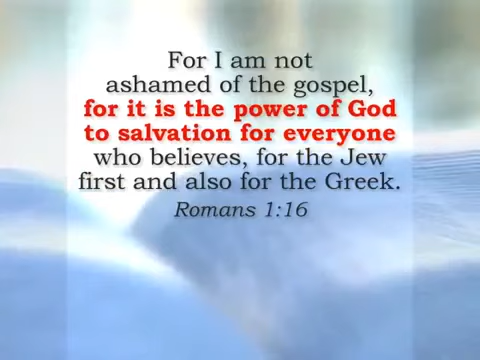 For I am not
ashamed of the gospel,
for it is the power of God
to salvation for everyone
who believes, for the Jew
first and also for the Greek.
Romans 1:16